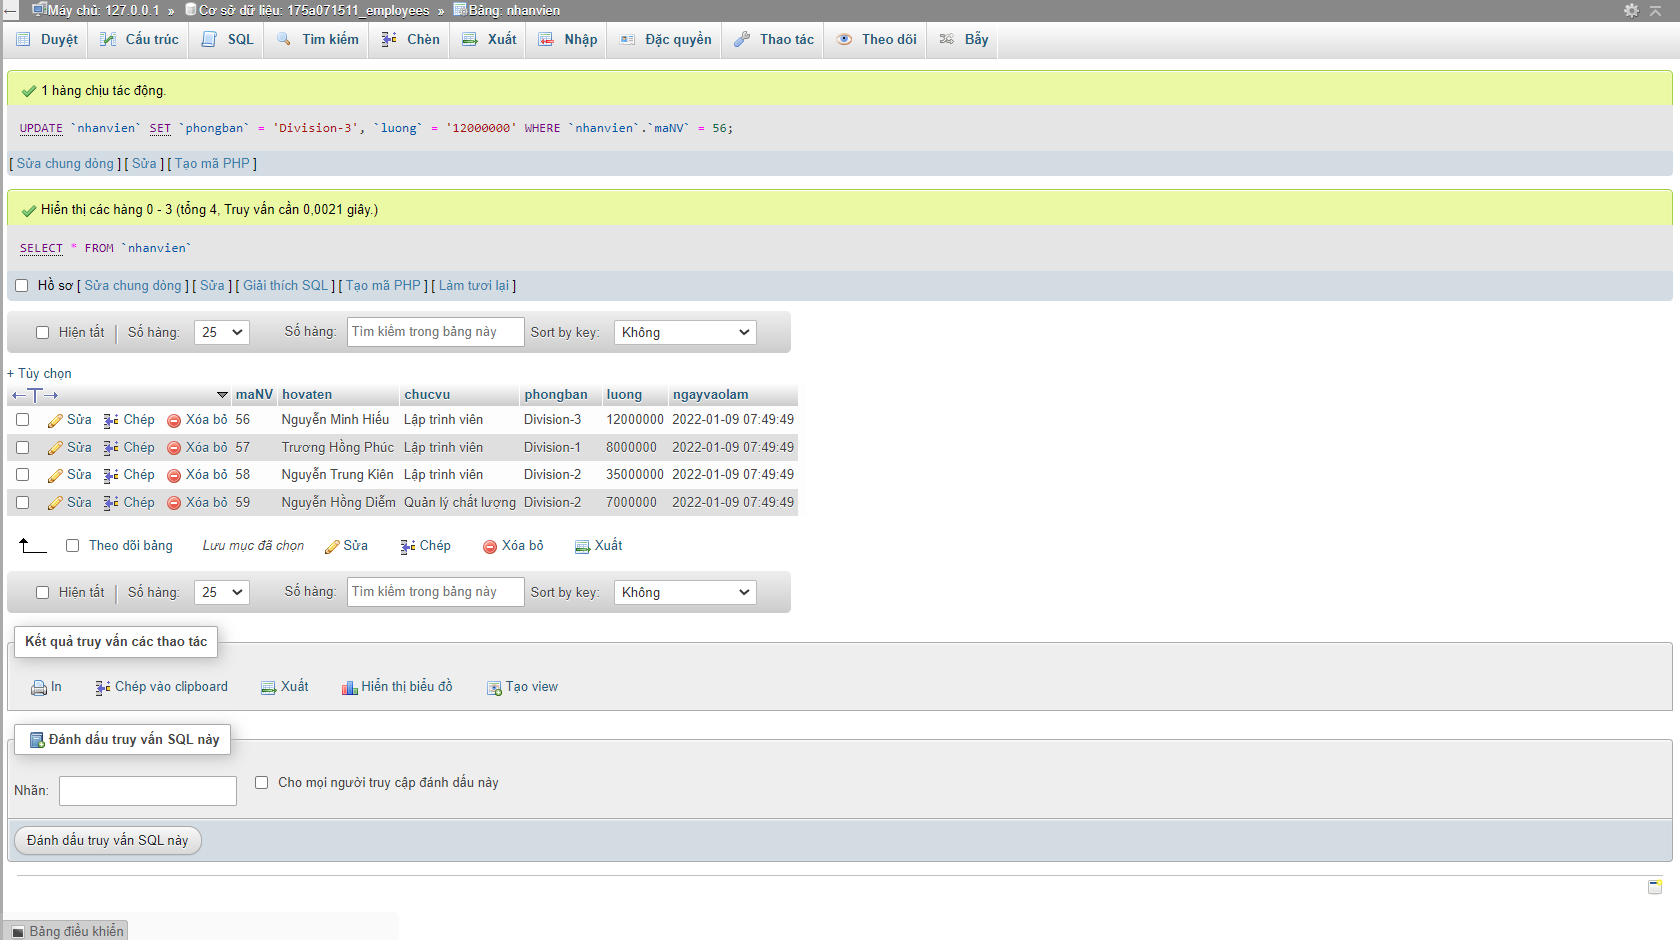 Máy chủ: 127.0.0.1 » Cơ sở dữ liệu: 175a071511_employees » Bảng: nhanvien
Duyệt Cấu trúc SQL Tìm kiếm Chèn Xuất Nhập Đặc quyền Thao tác Theo dõi Bẫy
1 hàng chịu tác động.
UPDATE `nhanvien` SET `phongban` = 'Division-3', `luong` = '12000000' WHERE `nhanvien`.`maNV` = 56;
[ Sửa chung dòng ] [ Sửa ] [ Tạo mã PHP ]
Hiển thị các hàng 0 - 3 (tổng 4, Truy vấn cần 0,0021 giây.)
SELECT * FROM `nhanvien`
Hồ sơ [ Sửa chung dòng ] [ Sửa ] [ Giải thích SQL ] [ Tạo mã PHP ] [ Làm tươi lại ]
Hiện tất | Số hàng: 25 Số hàng: Tìm kiếm trong bảng này Sort by key: Không
+ Tùy chọn
←T→ maNV hovaten chucvu phongban luong ngayvaolam
Sửa Chép Xóa bỏ 56 Nguyễn Minh Hiếu Lập trình viên Division-3 12000000 2022-01-09 07:49:49
Sửa Chép Xóa bỏ 57 Trương Hồng Phúc Lập trình viên Division-1 8000000 2022-01-09 07:49:49
Sửa Chép Xóa bỏ 58 Nguyễn Trung Kiên Lập trình viên Division-2 35000000 2022-01-09 07:49:49
Sửa Chép Xóa bỏ 59 Nguyễn Hồng Diễm Quản lý chất lượng Division-2 7000000 2022-01-09 07:49:49
Theo dõi bảng Lưu mục đã chọn Sửa Chép Xóa bỏ Xuất
Hiện tất | Số hàng: 25 Số hàng: Tìm kiếm trong bảng này Sort by key: Không
Kết quả truy vấn các thao tác
In Chép vào clipboard Xuất Hiển thị biểu đồ Tạo view
Đánh dấu truy vấn SQL này
Nhãn: Cho mọi người truy cập đánh dấu này
Đánh dấu truy vấn SQL này
Bảng điều khiển